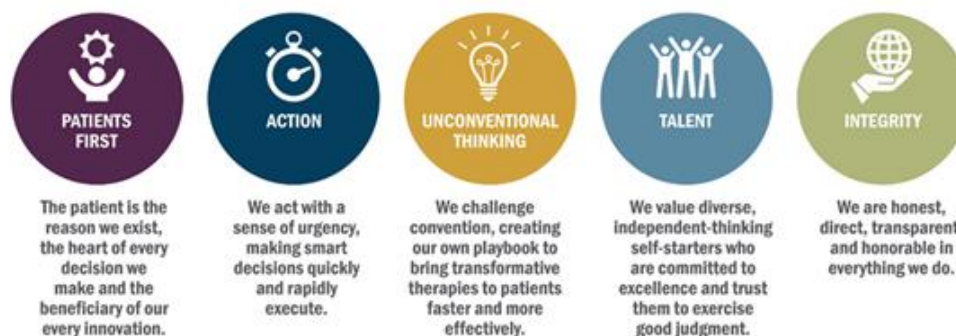 PATIENTS
FIRST
The patient is the
reason we exist,
the heart of every
decision we
make and the
beneficiary of our
every innovation.
ACTION
We act with a
sense of urgency,
making smart
decisions quickly
and rapidly
execute.
UNCONVENTIONAL
THINKING
We challenge
convention, creating
our own playbook to
bring transformative
therapies to patients
faster and more
effectively.
TALENT
We value diverse,
independent-thinking
self-starters who
are committed to
excellence and trust
them to exercise
good judgment.
INTEGRITY
We are honest,
direct, transparent
and honorable in
everything we do.